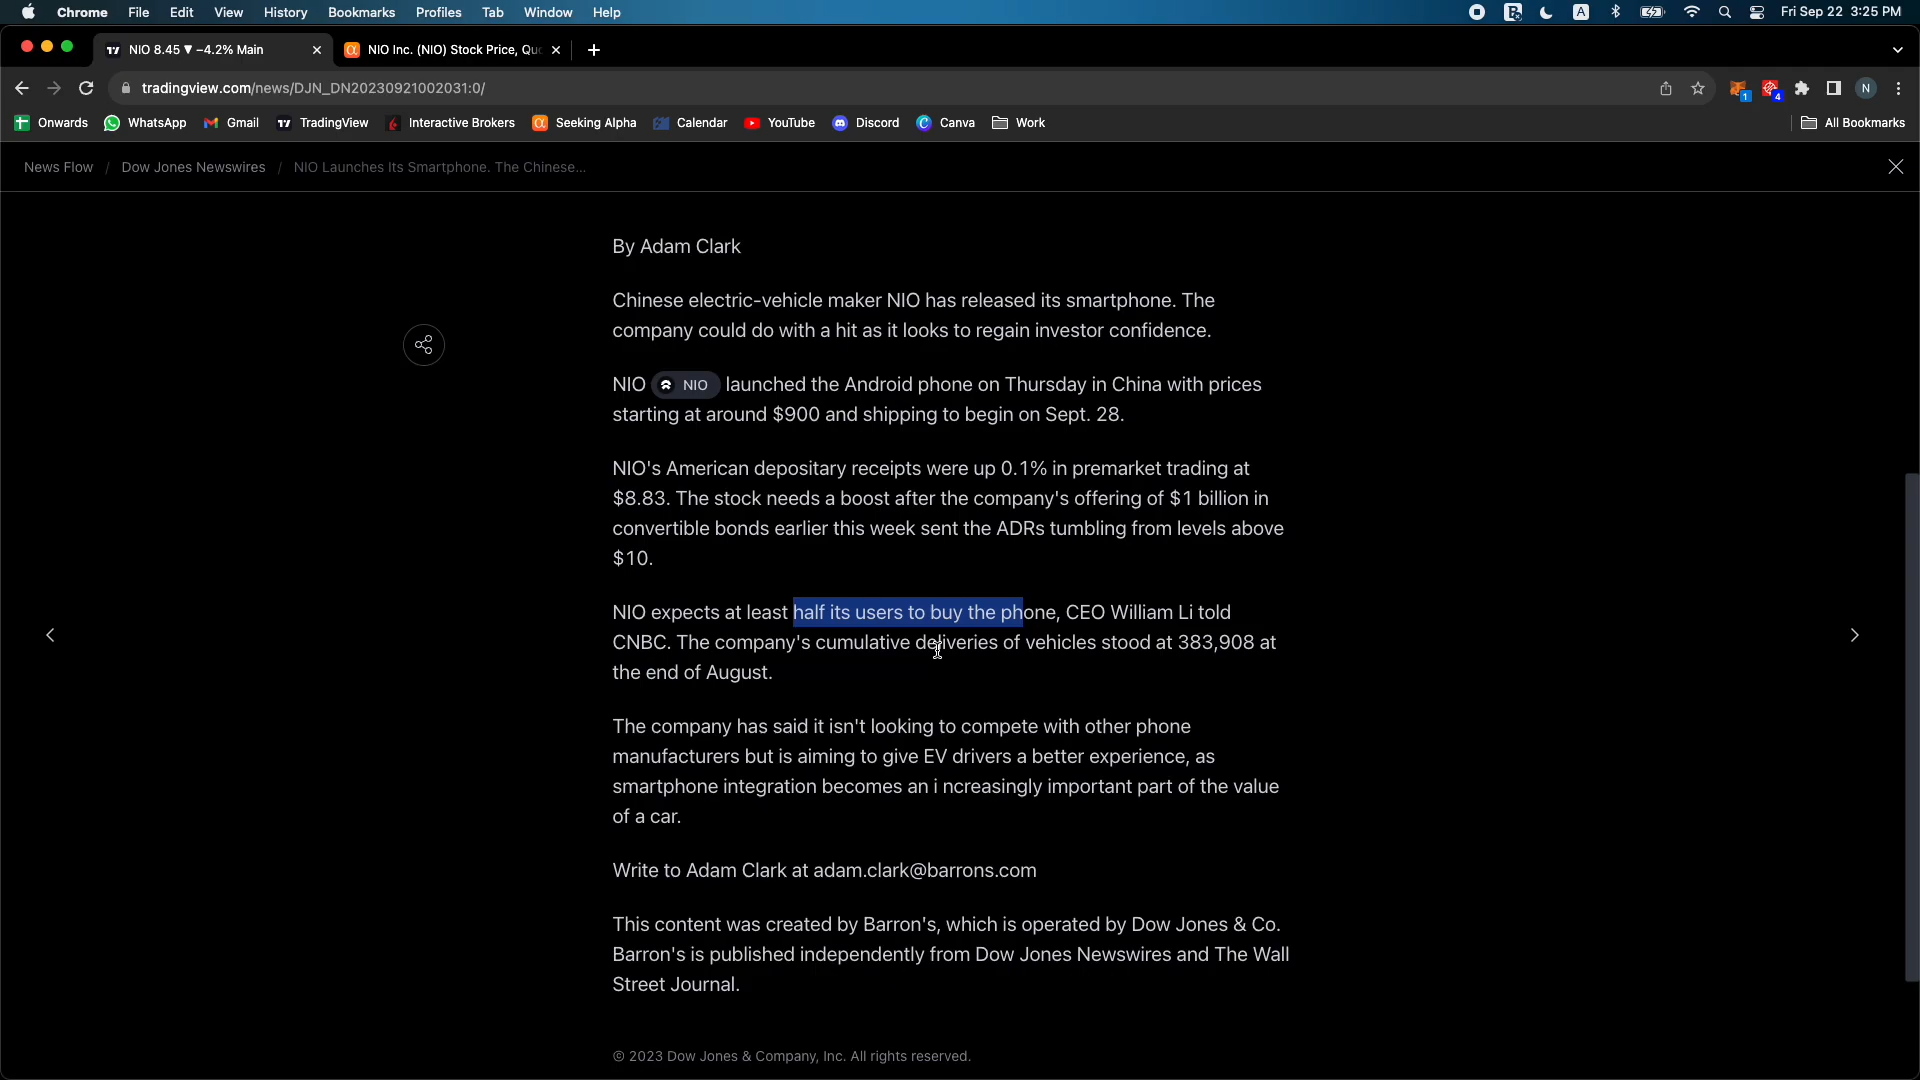 Chrome File Edit View History Bookmarks Profiles Tab Window Help
A
Fri Sep 22 3:25 PM
NIO 8.45 ▼ −4.2% Main
NIO Inc. (NIO) Stock Price, Quo
tradingview.com/news/DJN_DN20230921002031:0/
1
4
N
Onwards WhatsApp Gmail TradingView Interactive Brokers Seeking Alpha Calendar YouTube Discord Canva Work All Bookmarks
News Flow / Dow Jones Newswires / NIO Launches Its Smartphone. The Chinese...
By Adam Clark
Chinese electric-vehicle maker NIO has released its smartphone. The
company could do with a hit as it looks to regain investor confidence.
NIO NIO launched the Android phone on Thursday in China with prices
starting at around $900 and shipping to begin on Sept. 28.
NIO's American depositary receipts were up 0.1% in premarket trading at
$8.83. The stock needs a boost after the company's offering of $1 billion in
convertible bonds earlier this week sent the ADRs tumbling from levels above
$10.
NIO expects at least half its users to buy the phone, CEO William Li told
CNBC. The company's cumulative deliveries of vehicles stood at 383,908 at
the end of August.
The company has said it isn't looking to compete with other phone
manufacturers but is aiming to give EV drivers a better experience, as
smartphone integration becomes an i ncreasingly important part of the value
of a car.
Write to Adam Clark at adam.clark@barrons.com
This content was created by Barron's, which is operated by Dow Jones & Co.
Barron's is published independently from Dow Jones Newswires and The Wall
Street Journal.
© 2023 Dow Jones & Company, Inc. All rights reserved.